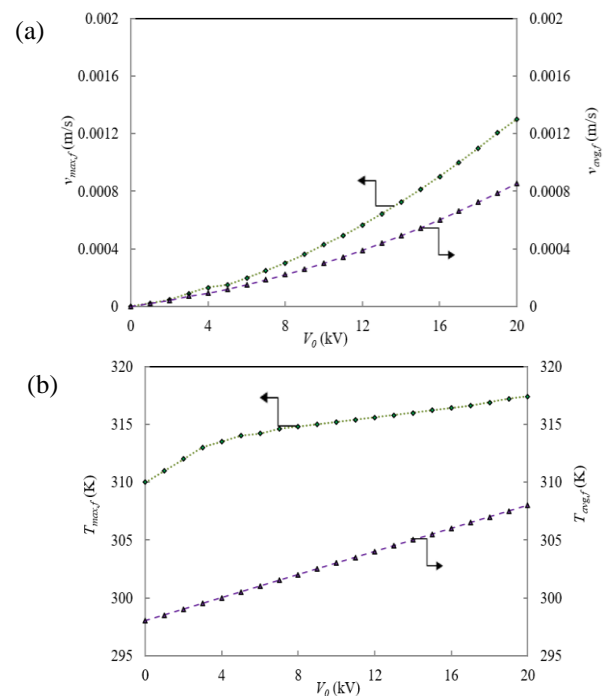 (a)
0.002
0.0016
0.0012
0.0008
0.0004
0
v_max,f (m/s)
0.002
0.0016
0.0012
0.0008
0.0004
0
v_avg,f (m/s)
0 4 8 12 16 20
V_0 (kV)
(b)
320
315
310
305
300
295
T_max,f (K)
320
315
310
305
300
295
T_avg,f (K)
0 4 8 12 16 20
V_0 (kV)